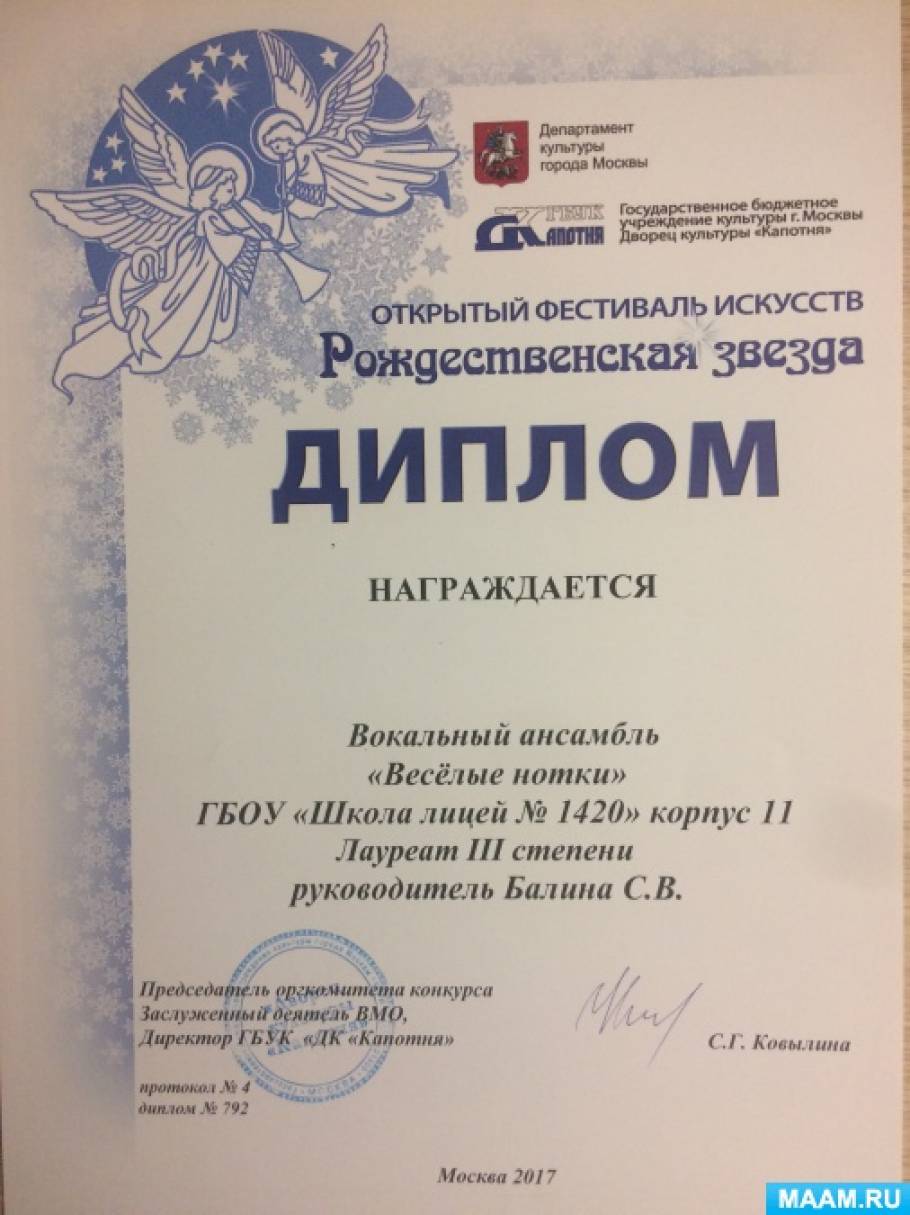 Департамент
культуры
города Москвы
ГБУК
ДК КАПОТНЯ
Государственное бюджетное
учреждение культуры г. Москвы
Дворец культуры «Капотня»
ОТКРЫТЫЙ ФЕСТИВАЛЬ ИСКУССТВ
Рождественская звезда
ДИПЛОМ
НАГРАЖДАЕТСЯ
Вокальный ансамбль
«Весёлые нотки»
ГБОУ «Школа лицей № 1420» корпус 11
Лауреат III степени
руководитель Балина С.В.
Председатель оргкомитета конкурса
Заслуженный деятель ВМО,
Директор ГБУК «ДК «Капотня»
С.Г. Ковылина
протокол № 4
диплом № 792
МОСКВА
Москва 2017
MAAM.RU